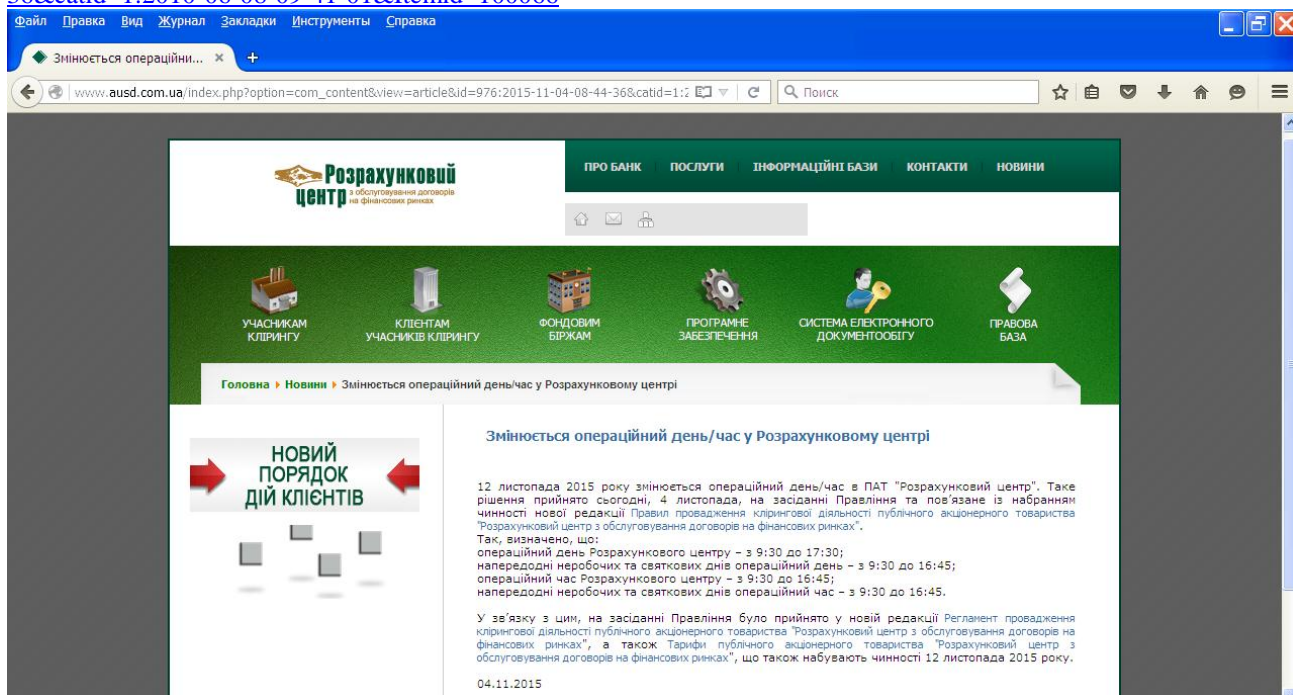 36&catid=1:2010-08-08-09-41-01&Itemid=100088
Файл Правка Вид Журнал Закладки Инструменты Справка
Змінюється операційни...
www.ausd.com.ua/index.php?option=com_content&view=article&id=976:2015-11-04-08-44-36&catid=1:2
Поиск
Розрахунковий
центр з обслуговування договорів
на фінансових ринках
ПРО БАНК ПОСЛУГИ ІНФОРМАЦІЙНІ БАЗИ КОНТАКТИ НОВИНИ
УЧАСНИКАМ
КЛІРИНГУ
КЛІЄНТАМ
УЧАСНИКІВ КЛІРИНГУ
ФОНДОВИМ
БІРЖАМ
ПРОГРАМНЕ
ЗАБЕЗПЕЧЕННЯ
СИСТЕМА ЕЛЕКТРОННОГО
ДОКУМЕНТООБІГУ
ПРАВОВА
БАЗА
Головна Новини Змінюється операційний день/час у Розрахунковому центрі
НОВИЙ
ПОРЯДОК
ДІЙ КЛІЄНТІВ
Змінюється операційний день/час у Розрахунковому центрі
12 листопада 2015 року змінюється операційний день/час в ПАТ "Розрахунковий центр". Таке
рішення прийнято сьогодні, 4 листопада, на засіданні Правління та пов’язане із набранням
чинності нової редакції Правил провадження клірингової діяльності публічного акціонерного товариства
"Розрахунковий центр з обслуговування договорів на фінансових ринках".
Так, визначено, що:
операційний день Розрахункового центру – з 9:30 до 17:30;
напередодні неробочих та святкових днів операційний день – з 9:30 до 16:45;
операційний час Розрахункового центру – з 9:30 до 16:45;
напередодні неробочих та святкових днів операційний час – з 9:30 до 16:45.
У зв’язку з цим, на засіданні Правління було прийнято у новій редакції Регламент провадження
клірингової діяльності публічного акціонерного товариства "Розрахунковий центр з обслуговування договорів на
фінансових ринках", а також Тарифи публічного акціонерного товариства "Розрахунковий центр з
обслуговування договорів на фінансових ринках", що також набувають чинності 12 листопада 2015 року.
04.11.2015